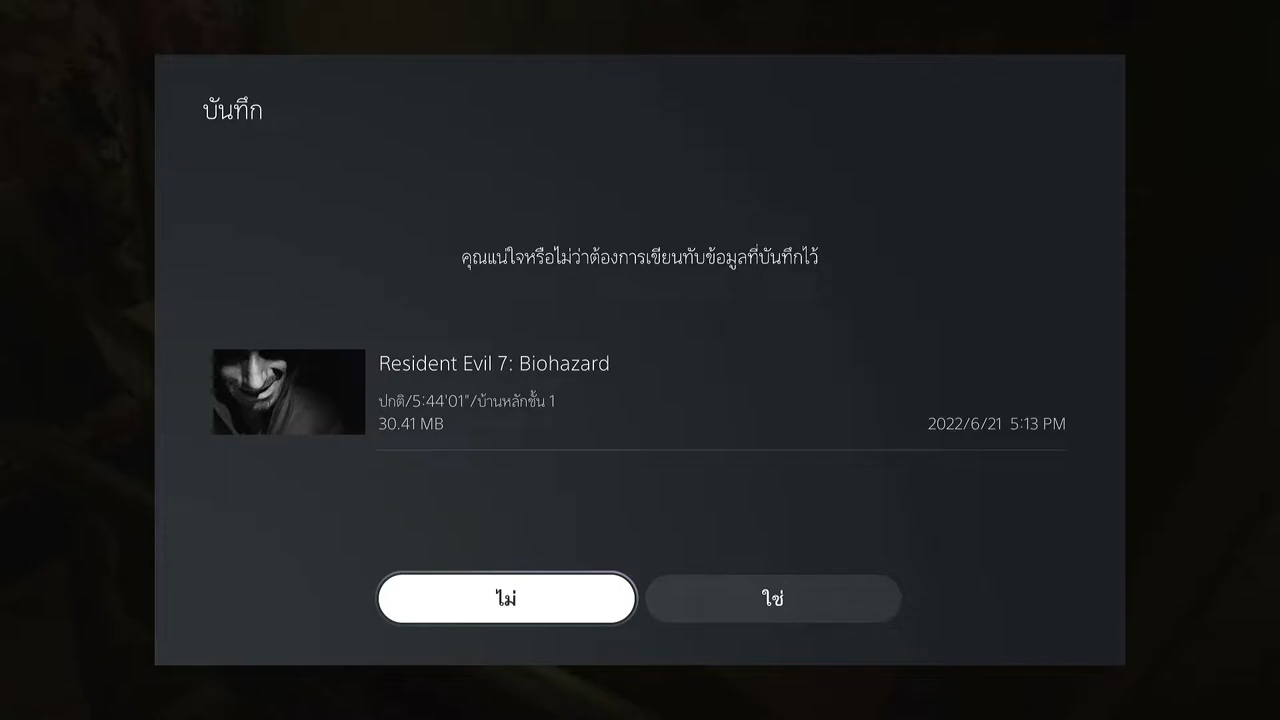 บันทึก
คุณแน่ใจหรือไม่ว่าต้องการเขียนทับข้อมูลที่บันทึกไว้
Resident Evil 7: Biohazard
ปกติ/5:44'01"/บ้านหลักชั้น 1
30.41 MB 2022/6/21 5:13 PM
ไม่ ใช่